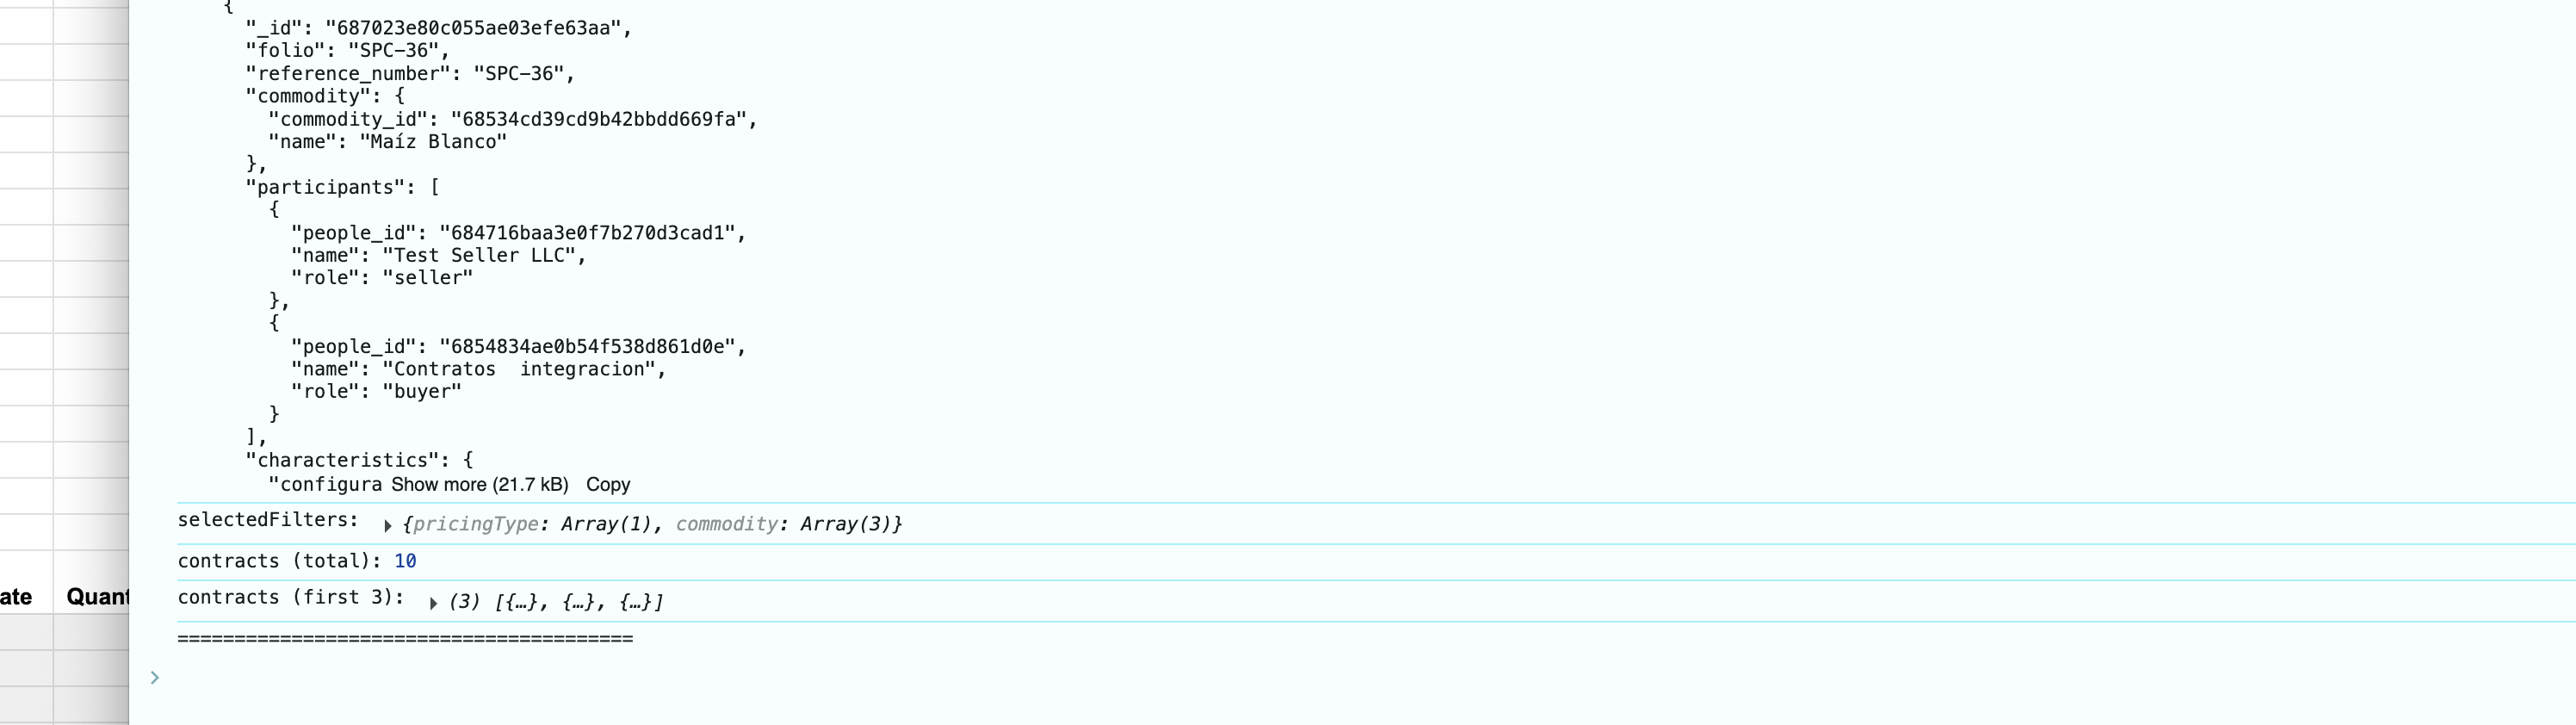 {
"_id": "687023e80c055ae03efe63aa",
"folio": "SPC-36",
"reference_number": "SPC-36",
"commodity": {
"commodity_id": "68534cd39cd9b42bbdd669fa",
"name": "Maíz Blanco"
},
"participants": [
{
"people_id": "684716baa3e0f7b270d3cad1",
"name": "Test Seller LLC",
"role": "seller"
},
{
"people_id": "6854834ae0b54f538d861d0e",
"name": "Contratos  integracion",
"role": "buyer"
}
],
"characteristics": {
"configura Show more (21.7 kB) Copy
selectedFilters: {pricingType: Array(1), commodity: Array(3)}
contracts (total): 10
ate Quant
contracts (first 3): (3) [{…}, {…}, {…}]
========================================
>